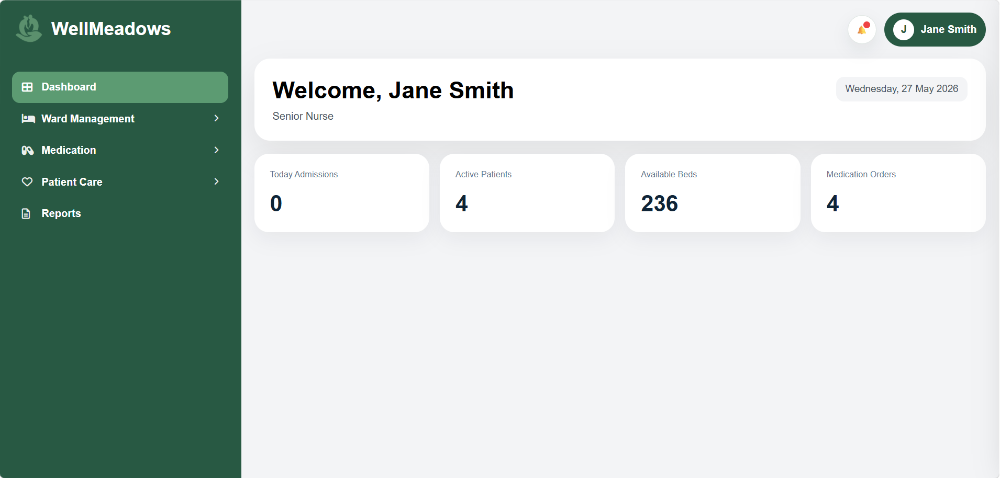 WellMeadows
Dashboard
Ward Management
Medication
Patient Care
Reports
J Jane Smith
Welcome, Jane Smith
Senior Nurse
Wednesday, 27 May 2026
Today Admissions
0
Active Patients
4
Available Beds
236
Medication Orders
4